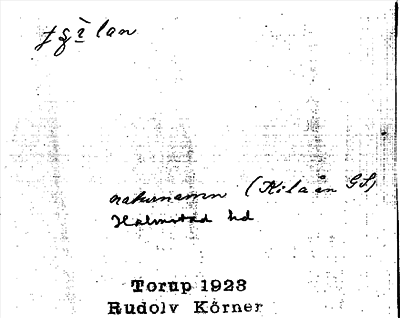 naturnamn (Kilaån GS)
Halmstad hd
Torup 1923
Rudolv Körner